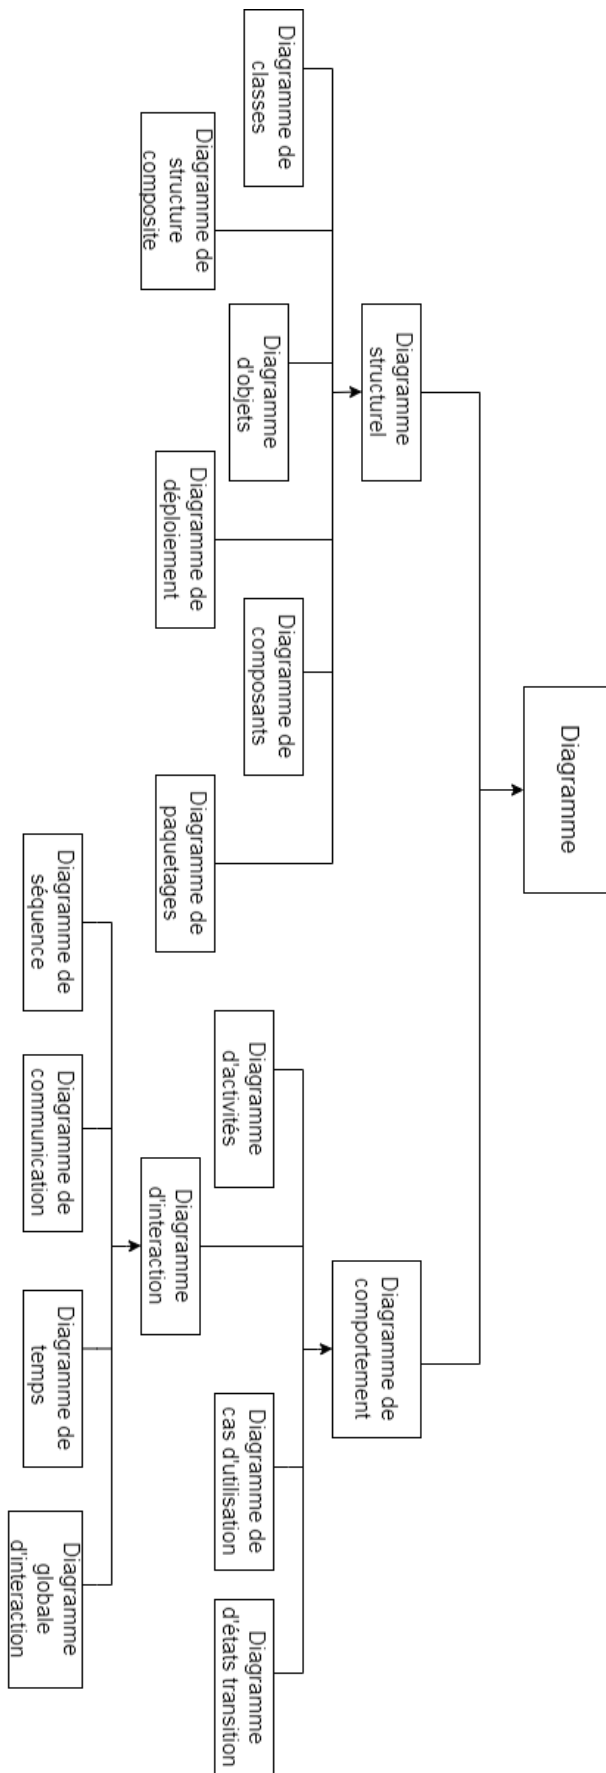 Diagramme
Diagramme
structurel
Diagramme de
comportement
Diagramme de
classes
Diagramme de
structure
composite
Diagramme
d'objets
Diagramme de
déploiement
Diagramme de
composants
Diagramme de
paquetages
Diagramme
d'activités
Diagramme
d'interaction
Diagramme de
cas d'utilisation
Diagramme
d'états transition
Diagramme de
séquence
Diagramme de
communication
Diagramme de
temps
Diagramme
globale
d'interaction